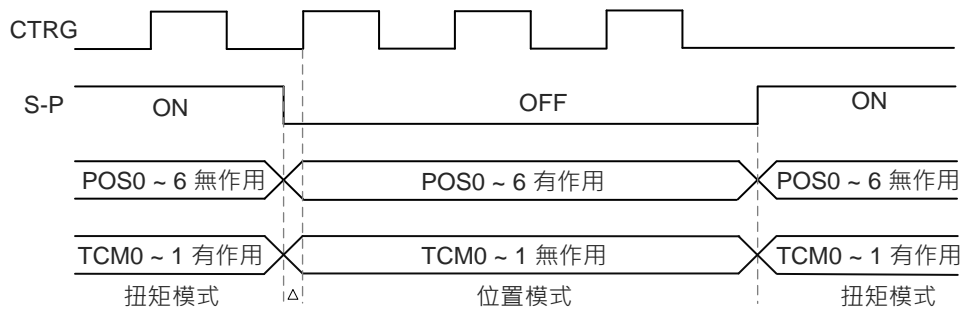 CTRG
S-P ON OFF ON
POS0 ~ 6 無作用 POS0 ~ 6 有作用 POS0 ~ 6 無作用
TCM0 ~ 1 有作用 TCM0 ~ 1 無作用 TCM0 ~ 1 有作用
扭矩模式 △ 位置模式 扭矩模式